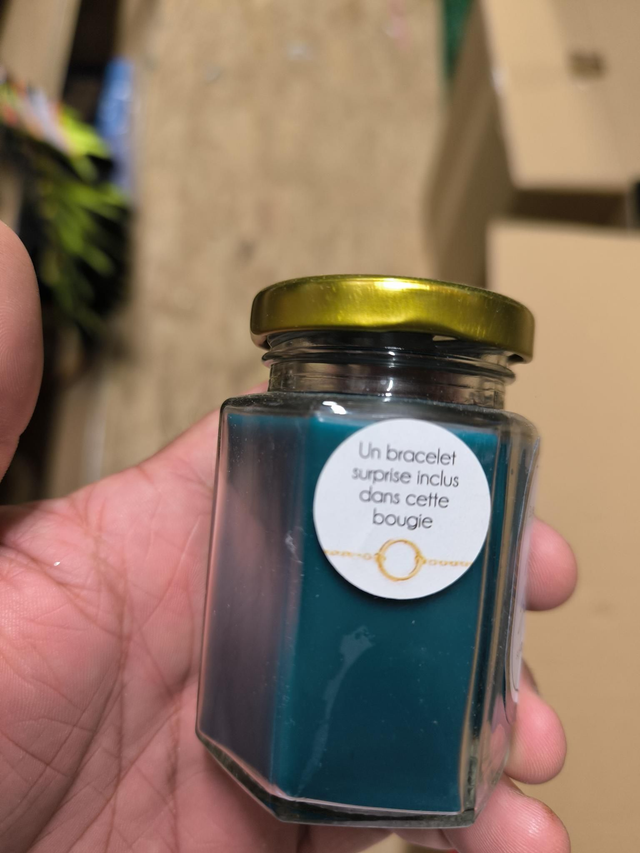 Un bracelet
surprise inclus
dans cette
bougie